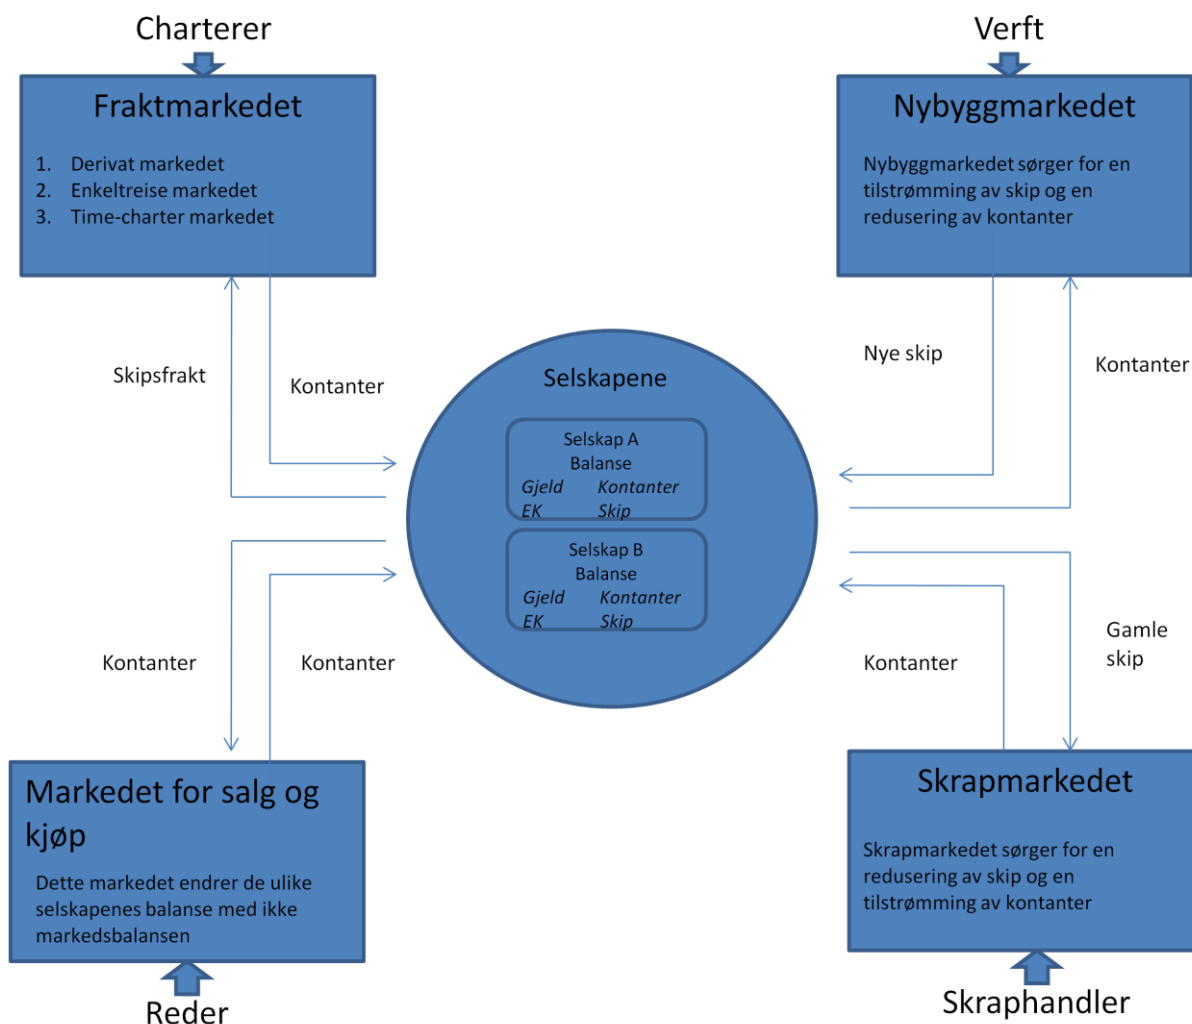 Charterer
Verft
Fraktmarkedet
1. Derivat markedet
2. Enkeltreise markedet
3. Time-charter markedet
Nybyggmarkedet
Nybyggmarkedet sørger for en
tilstrømming av skip og en
redusering av kontanter
Skipsfrakt
Kontanter
Nye skip
Kontanter
Selskapene
Selskap A
Balanse
Gjeld Kontanter
EK Skip
Selskap B
Balanse
Gjeld Kontanter
EK Skip
Kontanter
Kontanter
Kontanter
Gamle
skip
Markedet for salg og
kjøp
Dette markedet endrer de ulike
selskapenes balanse med ikke
markedsbalansen
Skrapmarkedet
Skrapmarkedet sørger for en
redusering av skip og en
tilstrømming av kontanter
Reder
Skraphandler